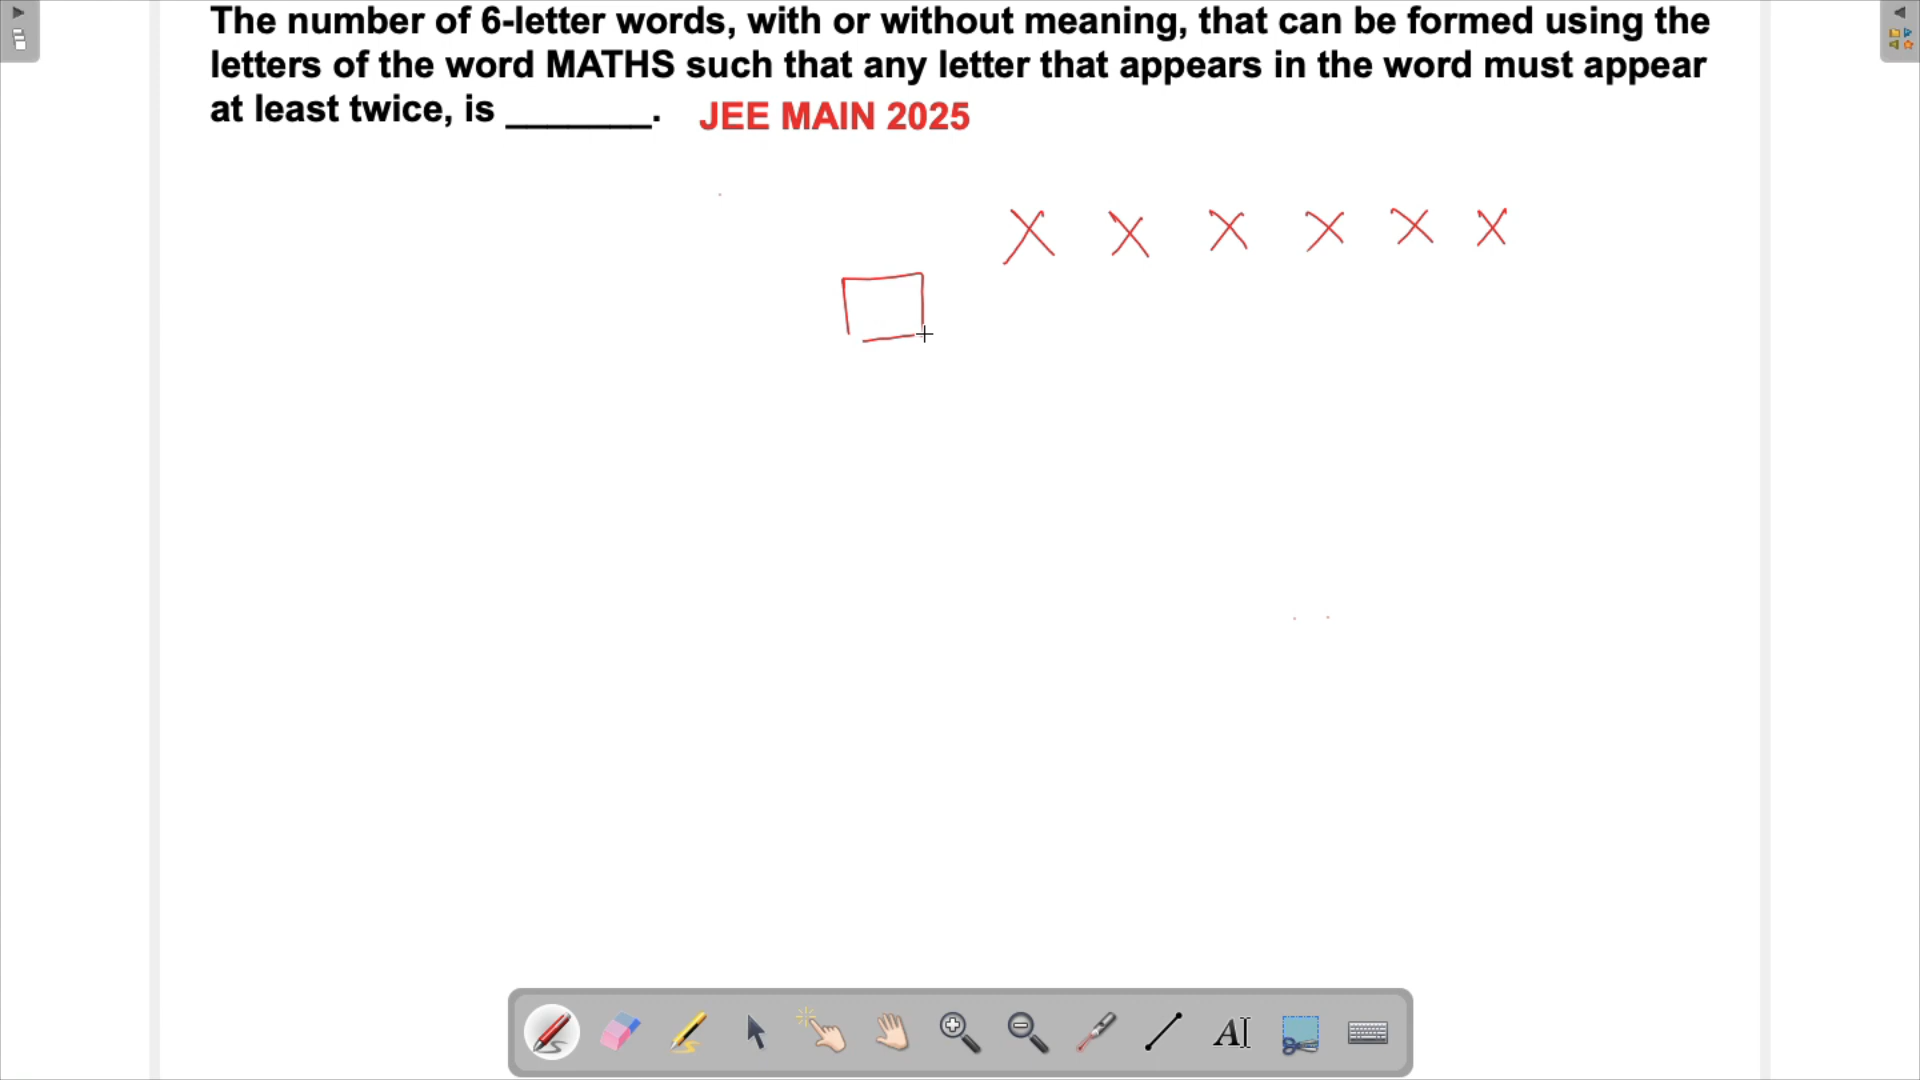 The number of 6-letter words, with or without meaning, that can be formed using the
letters of the word MATHS such that any letter that appears in the word must appear
at least twice, is _______. JEE MAIN 2025
X X X X X X
AI